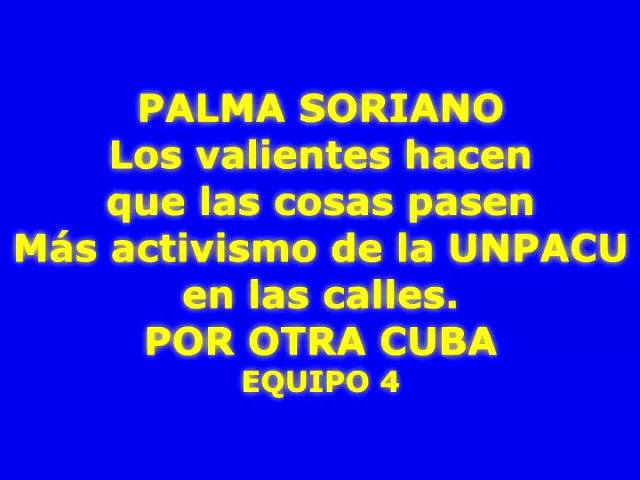 PALMA SORIANO
Los valientes hacen
que las cosas pasen
Más activismo de la UNPACU
en las calles.
POR OTRA CUBA
EQUIPO 4